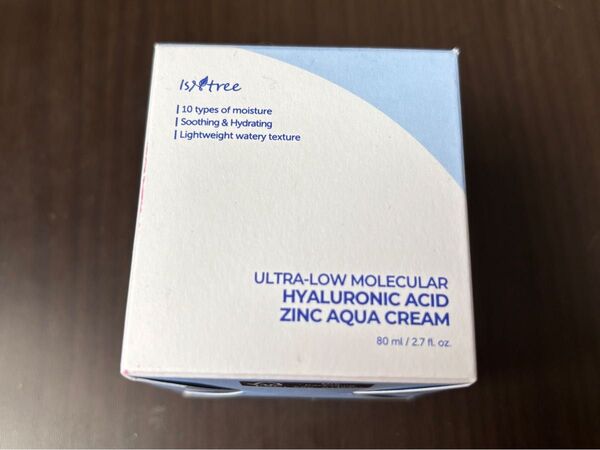 Isntree
| 10 types of moisture
| Soothing & Hydrating
| Lightweight watery texture
ULTRA-LOW MOLECULAR
HYALURONIC ACID
ZINC AQUA CREAM
80 ml / 2.7 fl. oz.